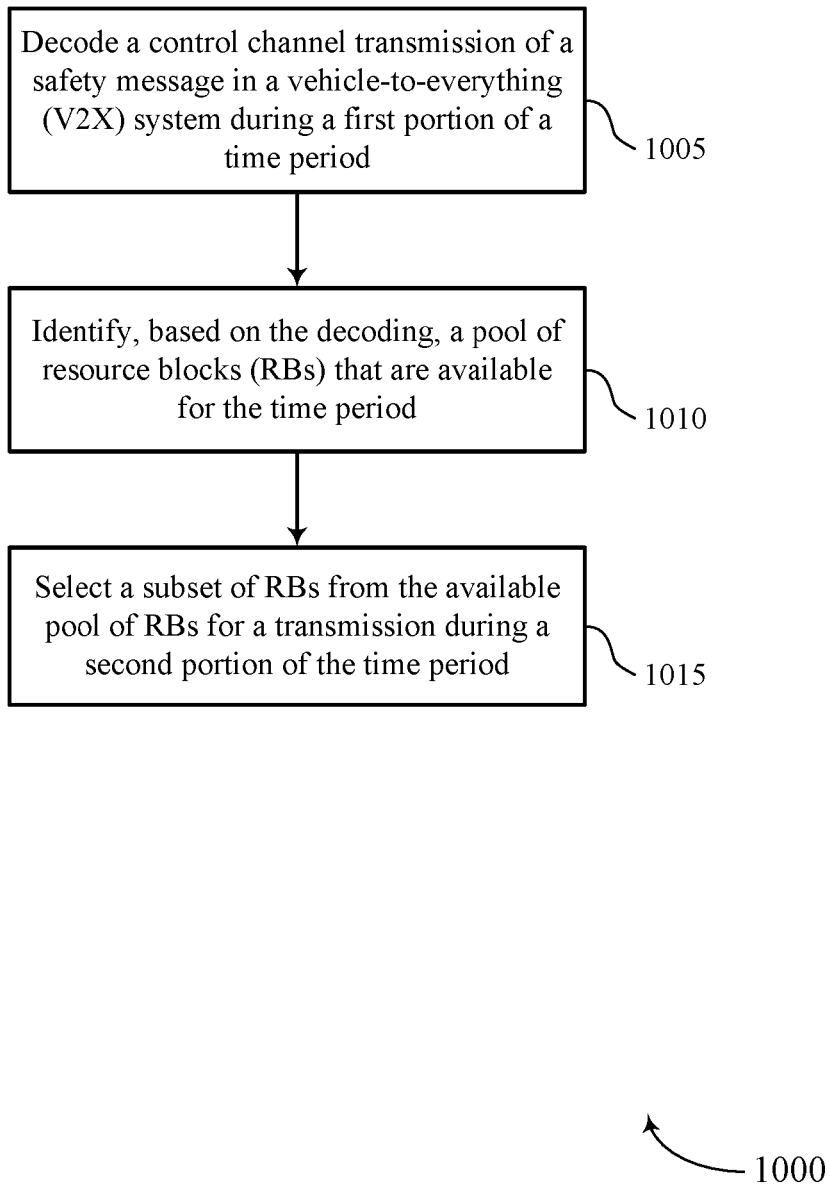 Decode a control channel transmission of a
safety message in a vehicle-to-everything
(V2X) system during a first portion of a
time period
1005
Identify, based on the decoding, a pool of
resource blocks (RBs) that are available
for the time period
1010
Select a subset of RBs from the available
pool of RBs for a transmission during a
second portion of the time period
1015
1000